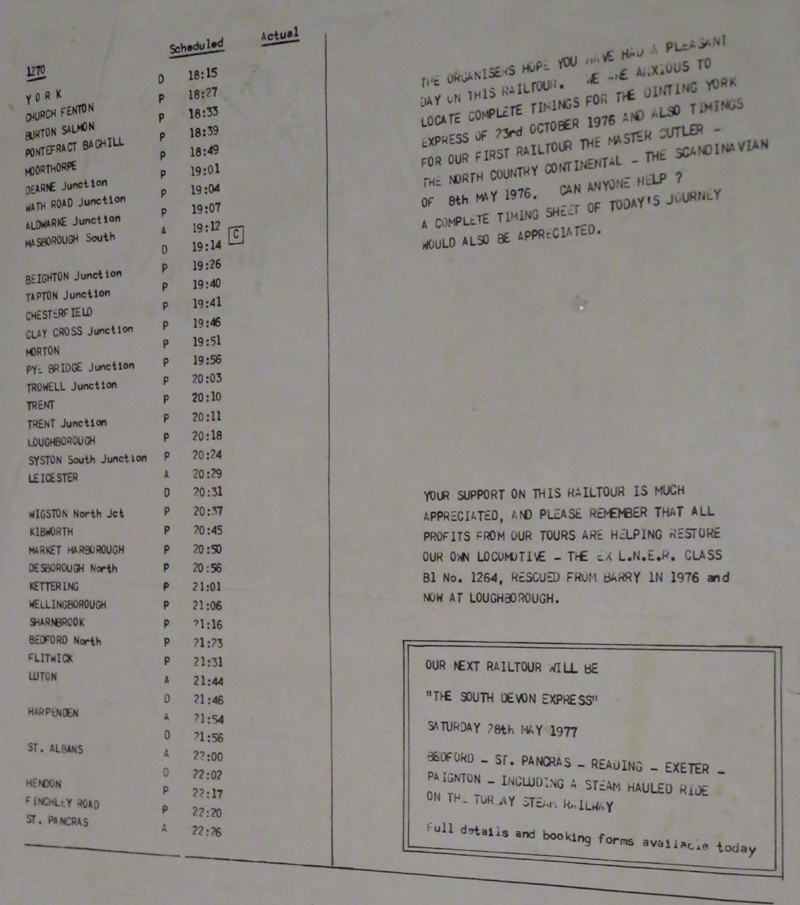 Scheduled Actual
1Z70
YORK D 18:15
CHURCH FENTON P 18:27
BURTON SALMON P 18:33
PONTEFRACT BAGHILL P 18:39
MOORTHORPE P 18:49
DEARNE Junction P 19:01
WATH ROAD Junction P 19:04
ALDWARKE Junction P 19:07
MASBOROUGH South A 19:12
D 19:14 C
BEIGHTON Junction P 19:26
TAPTON Junction P 19:40
CHESTERFIELD P 19:41
CLAY CROSS Junction P 19:46
MORTON P 19:51
PYE BRIDGE Junction P 19:56
TROWELL Junction P 20:03
TRENT P 20:10
TRENT Junction P 20:11
LOUGHBOROUGH P 20:18
SYSTON South Junction P 20:24
LEICESTER A 20:29
D 20:31
WIGSTON North Jct P 20:37
KIBWORTH P 20:45
MARKET HARBOROUGH P 20:50
DESBOROUGH North P 20:56
KETTERING P 21:01
WELLINGBOROUGH P 21:06
SHARNBROOK P 21:16
BEDFORD North P 21:23
FLITWICK P 21:31
LUTON A 21:44
D 21:46
HARPENDEN A 21:54
D 21:56
ST. ALBANS A 22:00
D 22:02
HENDON P 22:17
FINCHLEY ROAD P 22:20
ST. PANCRAS A 22:26
THE ORGANISERS HOPE YOU HAVE HAD A PLEASANT
DAY ON THIS RAILTOUR. WE ARE ANXIOUS TO
LOCATE COMPLETE TIMINGS FOR THE DINTING YORK
EXPRESS OF 23rd OCTOBER 1976 AND ALSO TIMINGS
FOR OUR FIRST RAILTOUR THE MASTER CUTLER -
THE NORTH COUNTRY CONTINENTAL - THE SCANDINAVIAN
OF 8th MAY 1976. CAN ANYONE HELP ?
A COMPLETE TIMING SHEET OF TODAY'S JOURNEY
WOULD ALSO BE APPRECIATED.
YOUR SUPPORT ON THIS RAILTOUR IS MUCH
APPRECIATED, AND PLEASE REMEMBER THAT ALL
PROFITS FROM OUR TOURS ARE HELPING RESTORE
OUR OWN LOCOMOTIVE - THE EX L.N.E.R. CLASS
B1 No. 1264, RESCUED FROM BARRY IN 1976 and
NOW AT LOUGHBOROUGH.
OUR NEXT RAILTOUR WILL BE
"THE SOUTH DEVON EXPRESS"
SATURDAY 28th MAY 1977
BEDFORD - ST. PANCRAS - READING - EXETER -
PAIGNTON - INCLUDING A STEAM HAULED RIDE
ON THE TORBAY STEAM RAILWAY
Full details and booking forms available today